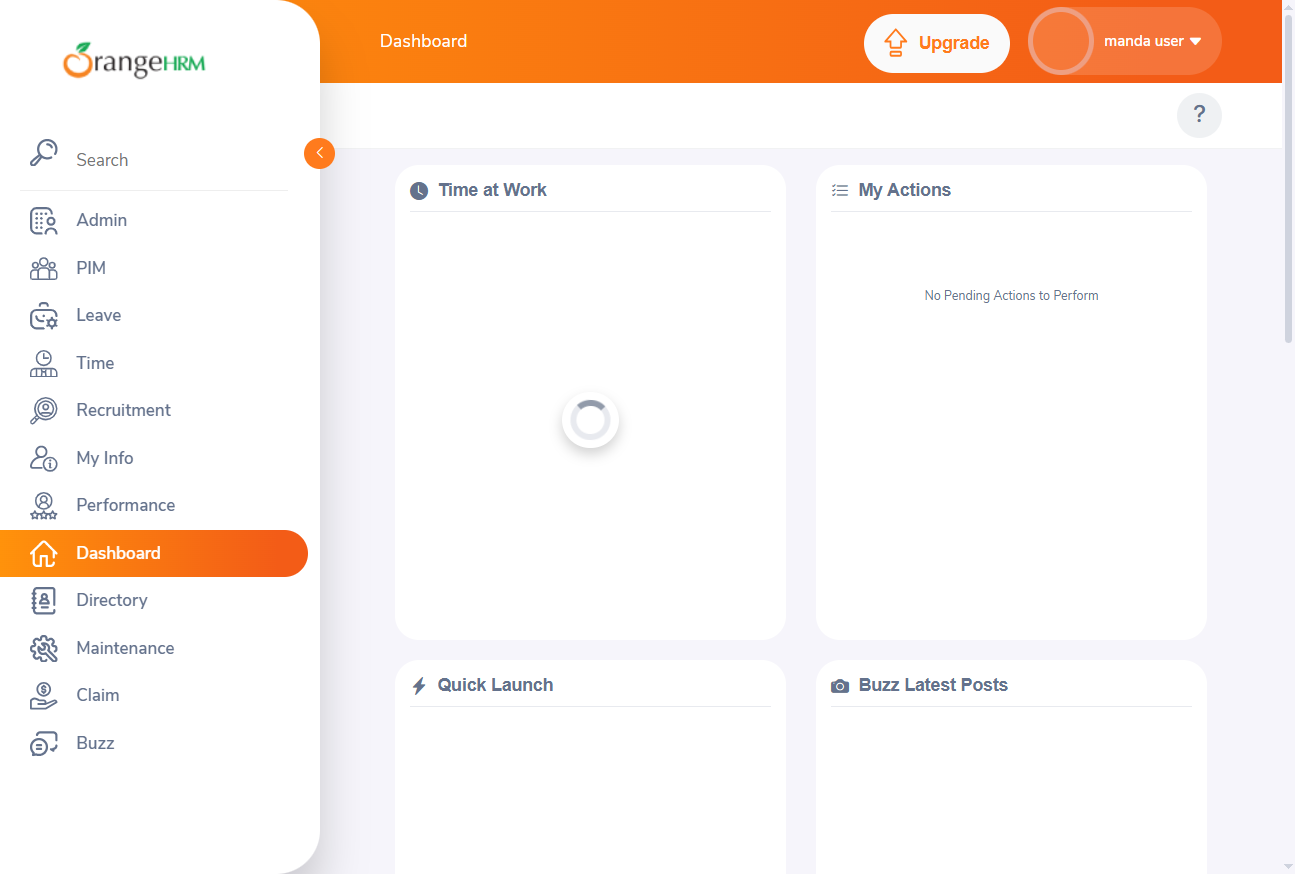 OrangeHRM
Dashboard
Upgrade
manda user
?
Search
Admin
PIM
Leave
Time
Recruitment
My Info
Performance
Dashboard
Directory
Maintenance
Claim
Buzz
Time at Work
My Actions
No Pending Actions to Perform
Quick Launch
Buzz Latest Posts